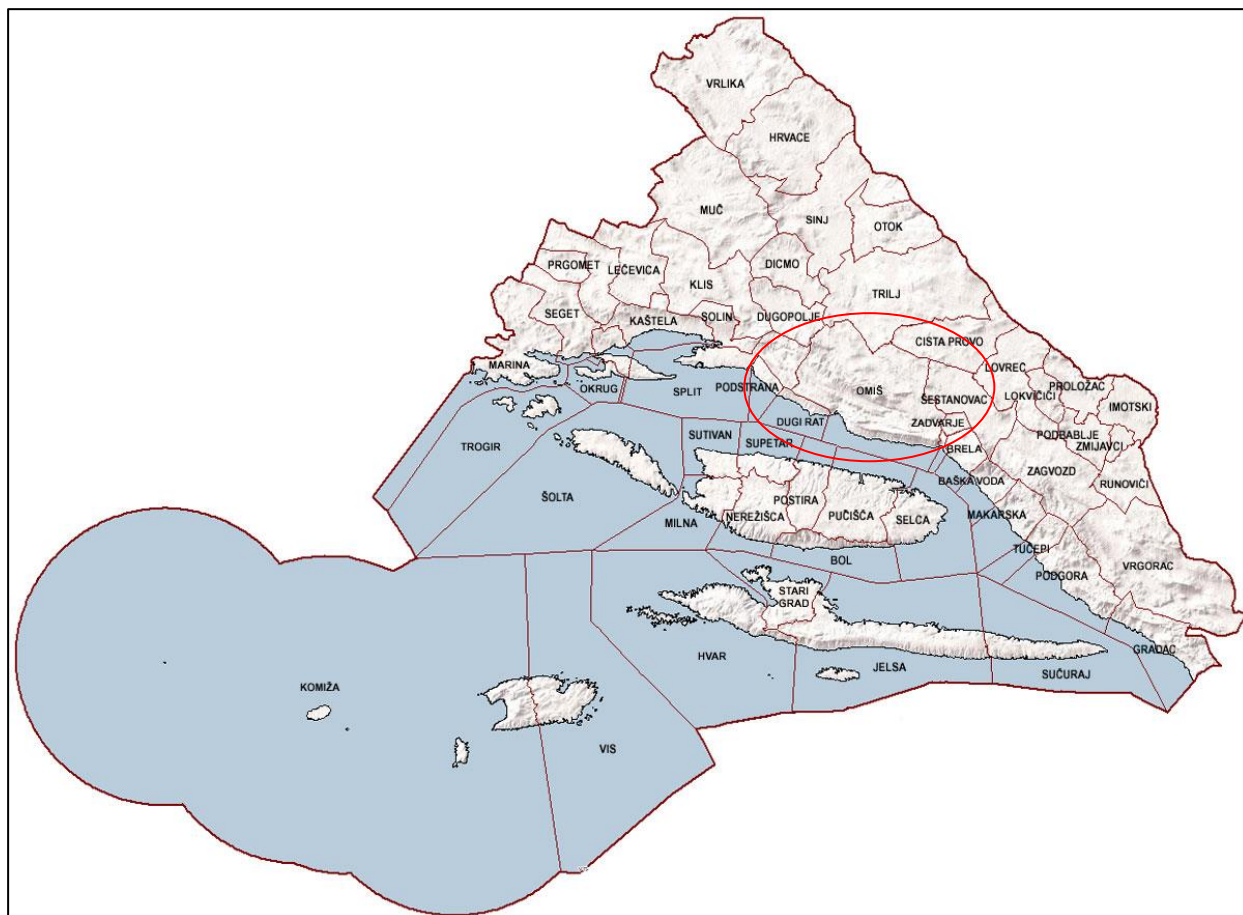 VRLIKA
HRVACE
MUČ
SINJ
OTOK
PRGOMET
LEĆEVICA
DICMO
KLIS
TRILJ
SEGET
KAŠTELA
SOLIN
DUGOPOLJE
CISTA PROVO
MARINA
OKRUG
SPLIT
PODSTRANA
OMIŠ
LOVREĆ
PROLOŽAC
LOKVIČIĆI
IMOTSKI
ŠESTANOVAC
TROGIR
SUTIVAN
SUPETAR
DUGI RAT
ZADVARJE
BRELA
PODBABLJE
ZMIJAVCI
ZAGVOZD
RUNOVIĆI
ŠOLTA
MILNA
NEREŽIŠĆA
POSTIRA
PUČIŠĆA
SELCA
BAŠKA VODA
MAKARSKA
BOL
TUČEPI
PODGORA
VRGORAC
STARI
GRAD
HVAR
JELSA
SUĆURAJ
GRADAC
KOMIŽA
VIS